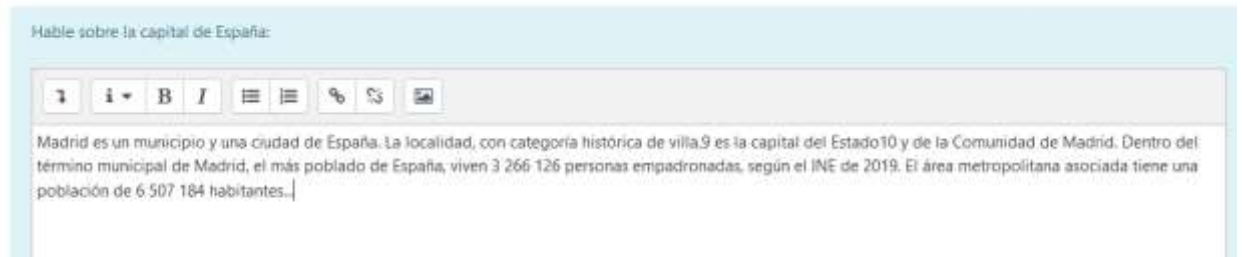 Hable sobre la capital de España:
B I
Madrid es un municipio y una ciudad de España. La localidad, con categoría histórica de villa,9 es la capital del Estado10 y de la Comunidad de Madrid. Dentro del
término municipal de Madrid, el más poblado de España, viven 3 266 126 personas empadronadas, según el INE de 2019. El área metropolitana asociada tiene una
población de 6 507 184 habitantes..